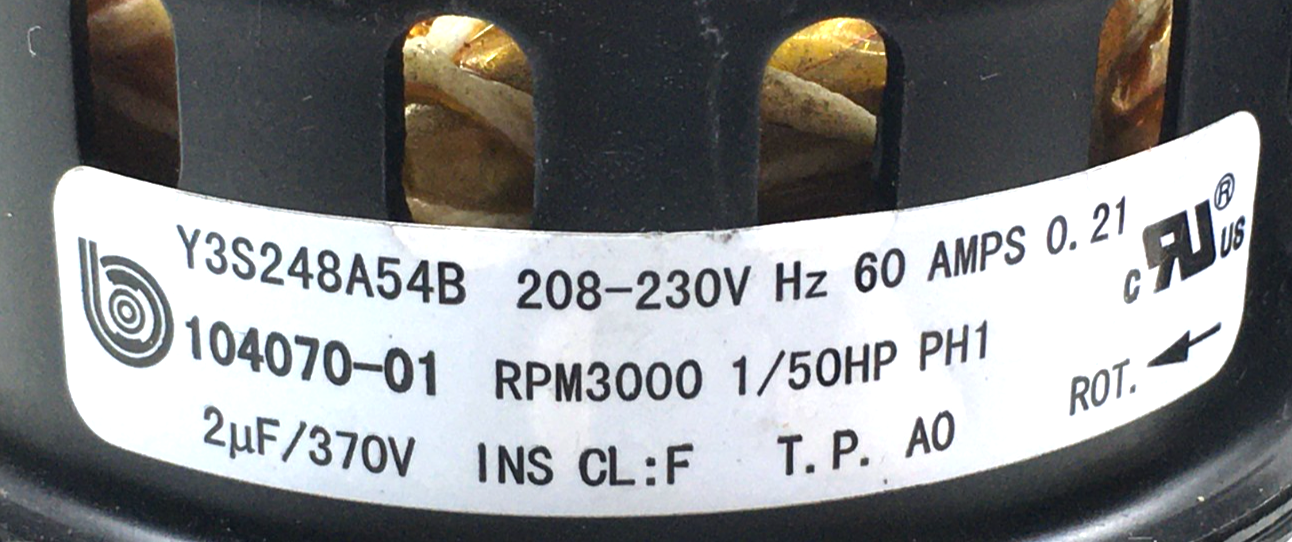 Y3S248A54B 208-230V Hz 60 AMPS 0.21
104070-01 RPM3000 1/50HP PH1
2µF/370V INS CL:F T.P. AO
ROT.
c RU ® US